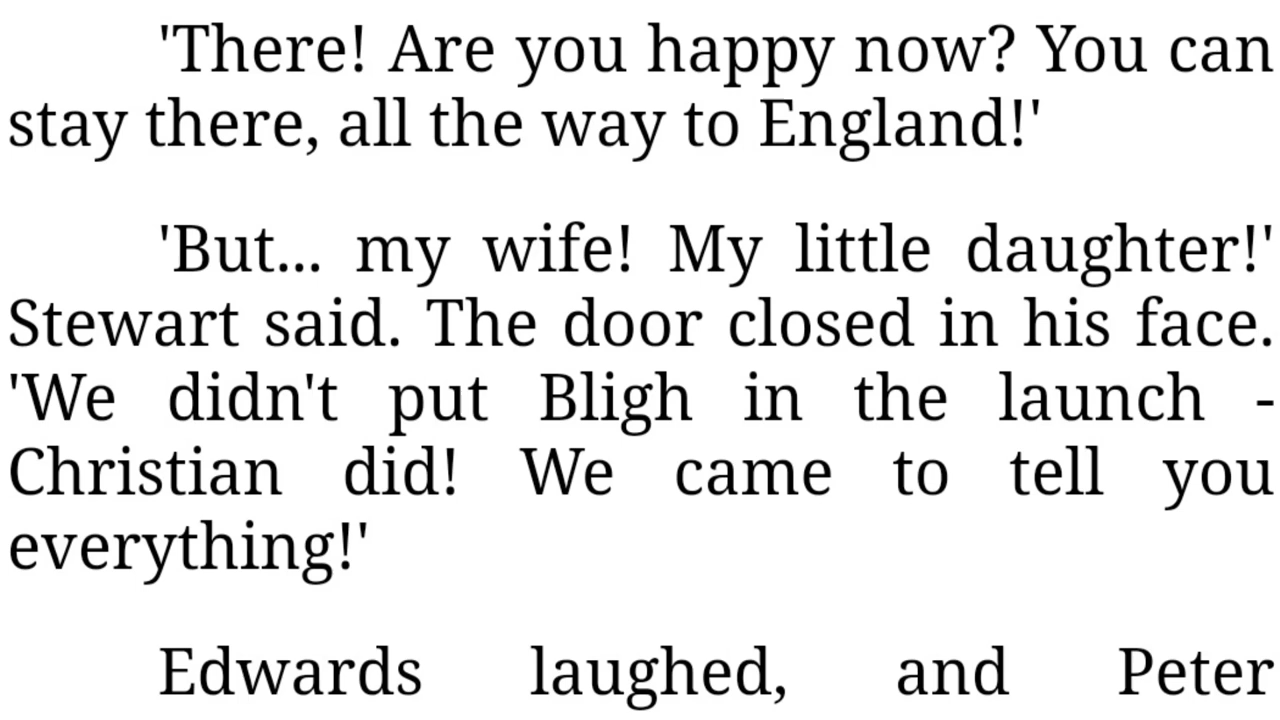 'There! Are you happy now? You can
stay there, all the way to England!'
'But... my wife! My little daughter!'
Stewart said. The door closed in his face.
'We didn't put Bligh in the launch -
Christian did! We came to tell you
everything!'
Edwards laughed, and Peter